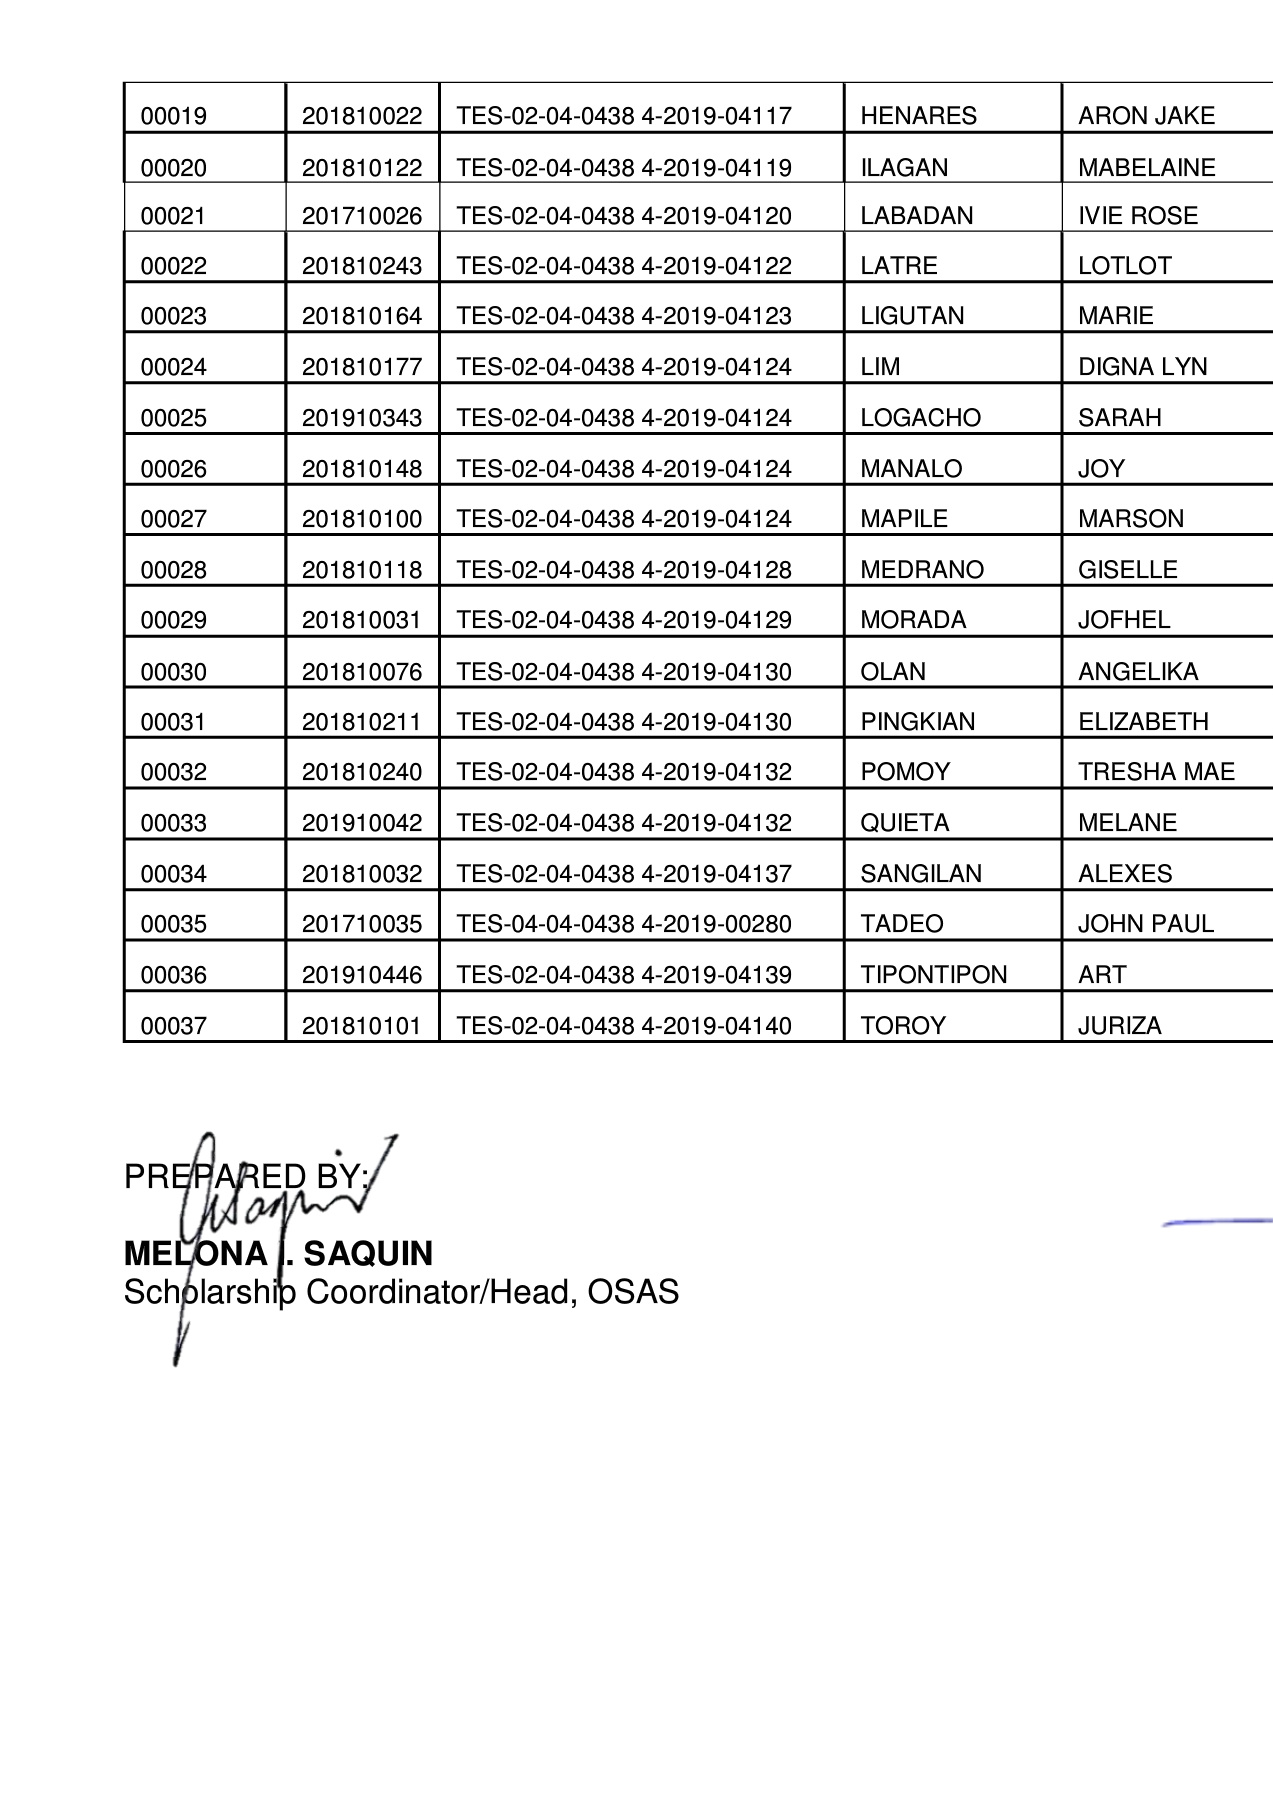 00019 201810022 TES-02-04-0438 4-2019-04117 HENARES ARON JAKE
00020 201810122 TES-02-04-0438 4-2019-04119 ILAGAN MABELAINE
00021 201710026 TES-02-04-0438 4-2019-04120 LABADAN IVIE ROSE
00022 201810243 TES-02-04-0438 4-2019-04122 LATRE LOTLOT
00023 201810164 TES-02-04-0438 4-2019-04123 LIGUTAN MARIE
00024 201810177 TES-02-04-0438 4-2019-04124 LIM DIGNA LYN
00025 201910343 TES-02-04-0438 4-2019-04124 LOGACHO SARAH
00026 201810148 TES-02-04-0438 4-2019-04124 MANALO JOY
00027 201810100 TES-02-04-0438 4-2019-04124 MAPILE MARSON
00028 201810118 TES-02-04-0438 4-2019-04128 MEDRANO GISELLE
00029 201810031 TES-02-04-0438 4-2019-04129 MORADA JOFHEL
00030 201810076 TES-02-04-0438 4-2019-04130 OLAN ANGELIKA
00031 201810211 TES-02-04-0438 4-2019-04130 PINGKIAN ELIZABETH
00032 201810240 TES-02-04-0438 4-2019-04132 POMOY TRESHA MAE
00033 201910042 TES-02-04-0438 4-2019-04132 QUIETA MELANE
00034 201810032 TES-02-04-0438 4-2019-04137 SANGILAN ALEXES
00035 201710035 TES-04-04-0438 4-2019-00280 TADEO JOHN PAUL
00036 201910446 TES-02-04-0438 4-2019-04139 TIPONTIPON ART
00037 201810101 TES-02-04-0438 4-2019-04140 TOROY JURIZA
PREPARED BY:
MELONA I. SAQUIN
Scholarship Coordinator/Head, OSAS